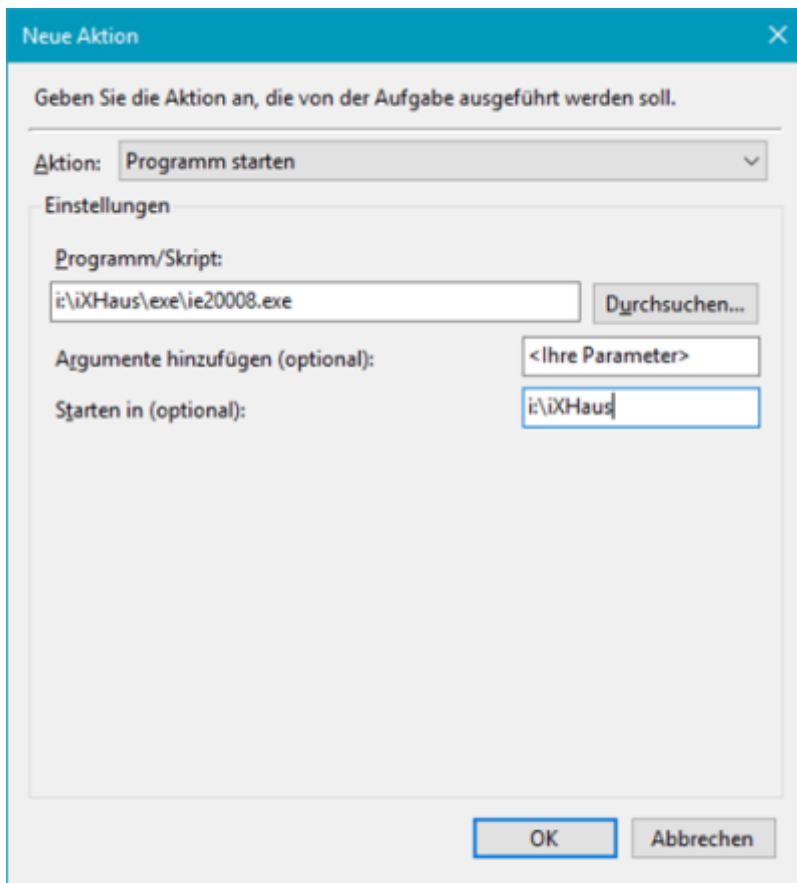 Neue Aktion
Geben Sie die Aktion an, die von der Aufgabe ausgeführt werden soll.
Aktion: Programm starten
Einstellungen
Programm/Skript:
i:\iXHaus\exe\ie20008.exe Durchsuchen...
Argumente hinzufügen (optional): <Ihre Parameter>
Starten in (optional): i:\iXHaus
OK Abbrechen